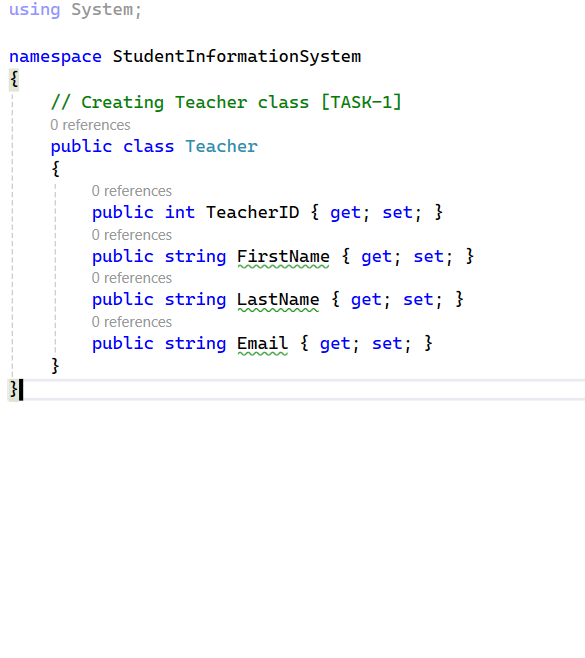 using System;
namespace StudentInformationSystem
{
// Creating Teacher class [TASK-1]
0 references
public class Teacher
{
0 references
public int TeacherID { get; set; }
0 references
public string FirstName { get; set; }
0 references
public string LastName { get; set; }
0 references
public string Email { get; set; }
}
}